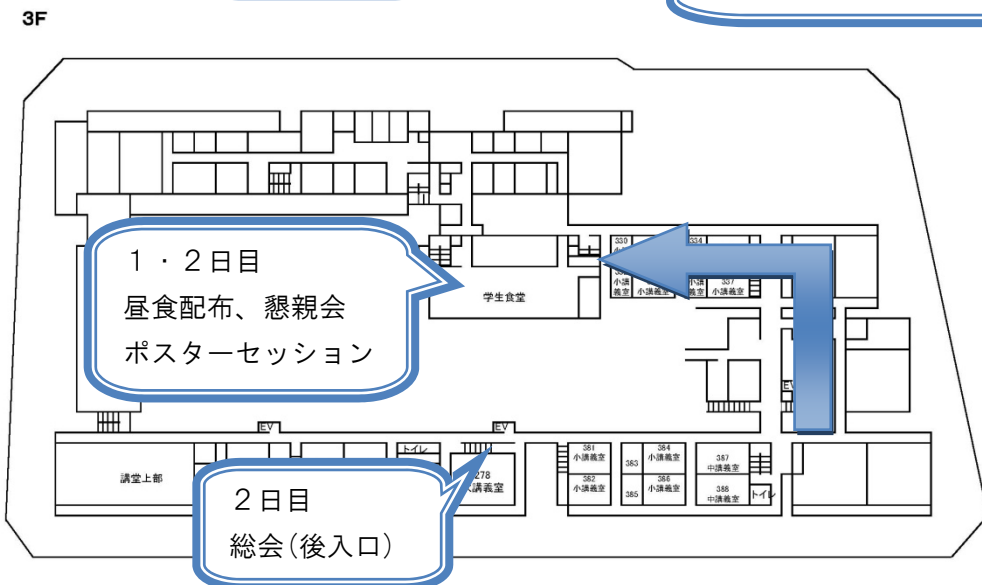 3F
1・2日目
昼食配布、懇親会
ポスターセッション
学生食堂
330
334
小講義室
小講義室
337
小講義室
EV
EV
EV
トイレ
講堂上部
278
講義室
2日目
総会(後入口)
381
小講義室
382
小講義室
383
384
小講義室
385
386
小講義室
387
中講義室
388
中講義室
トイレ